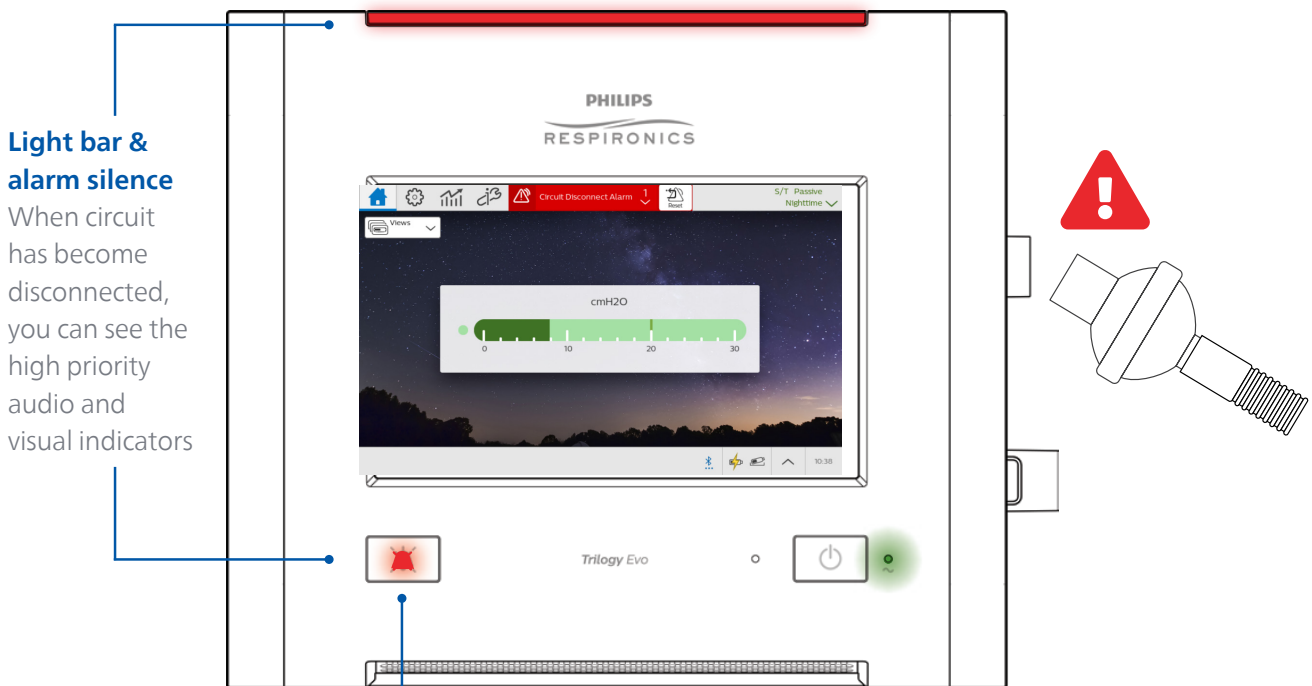 PHILIPS
RESPIRONICS
Light bar &
alarm silence
When circuit
has become
disconnected,
you can see the
high priority
audio and
visual indicators
Circuit Disconnect Alarm 1
Reset
S/T Passive
Nighttime
Views
cmH2O
0 10 20 30
10:38
Trilogy Evo